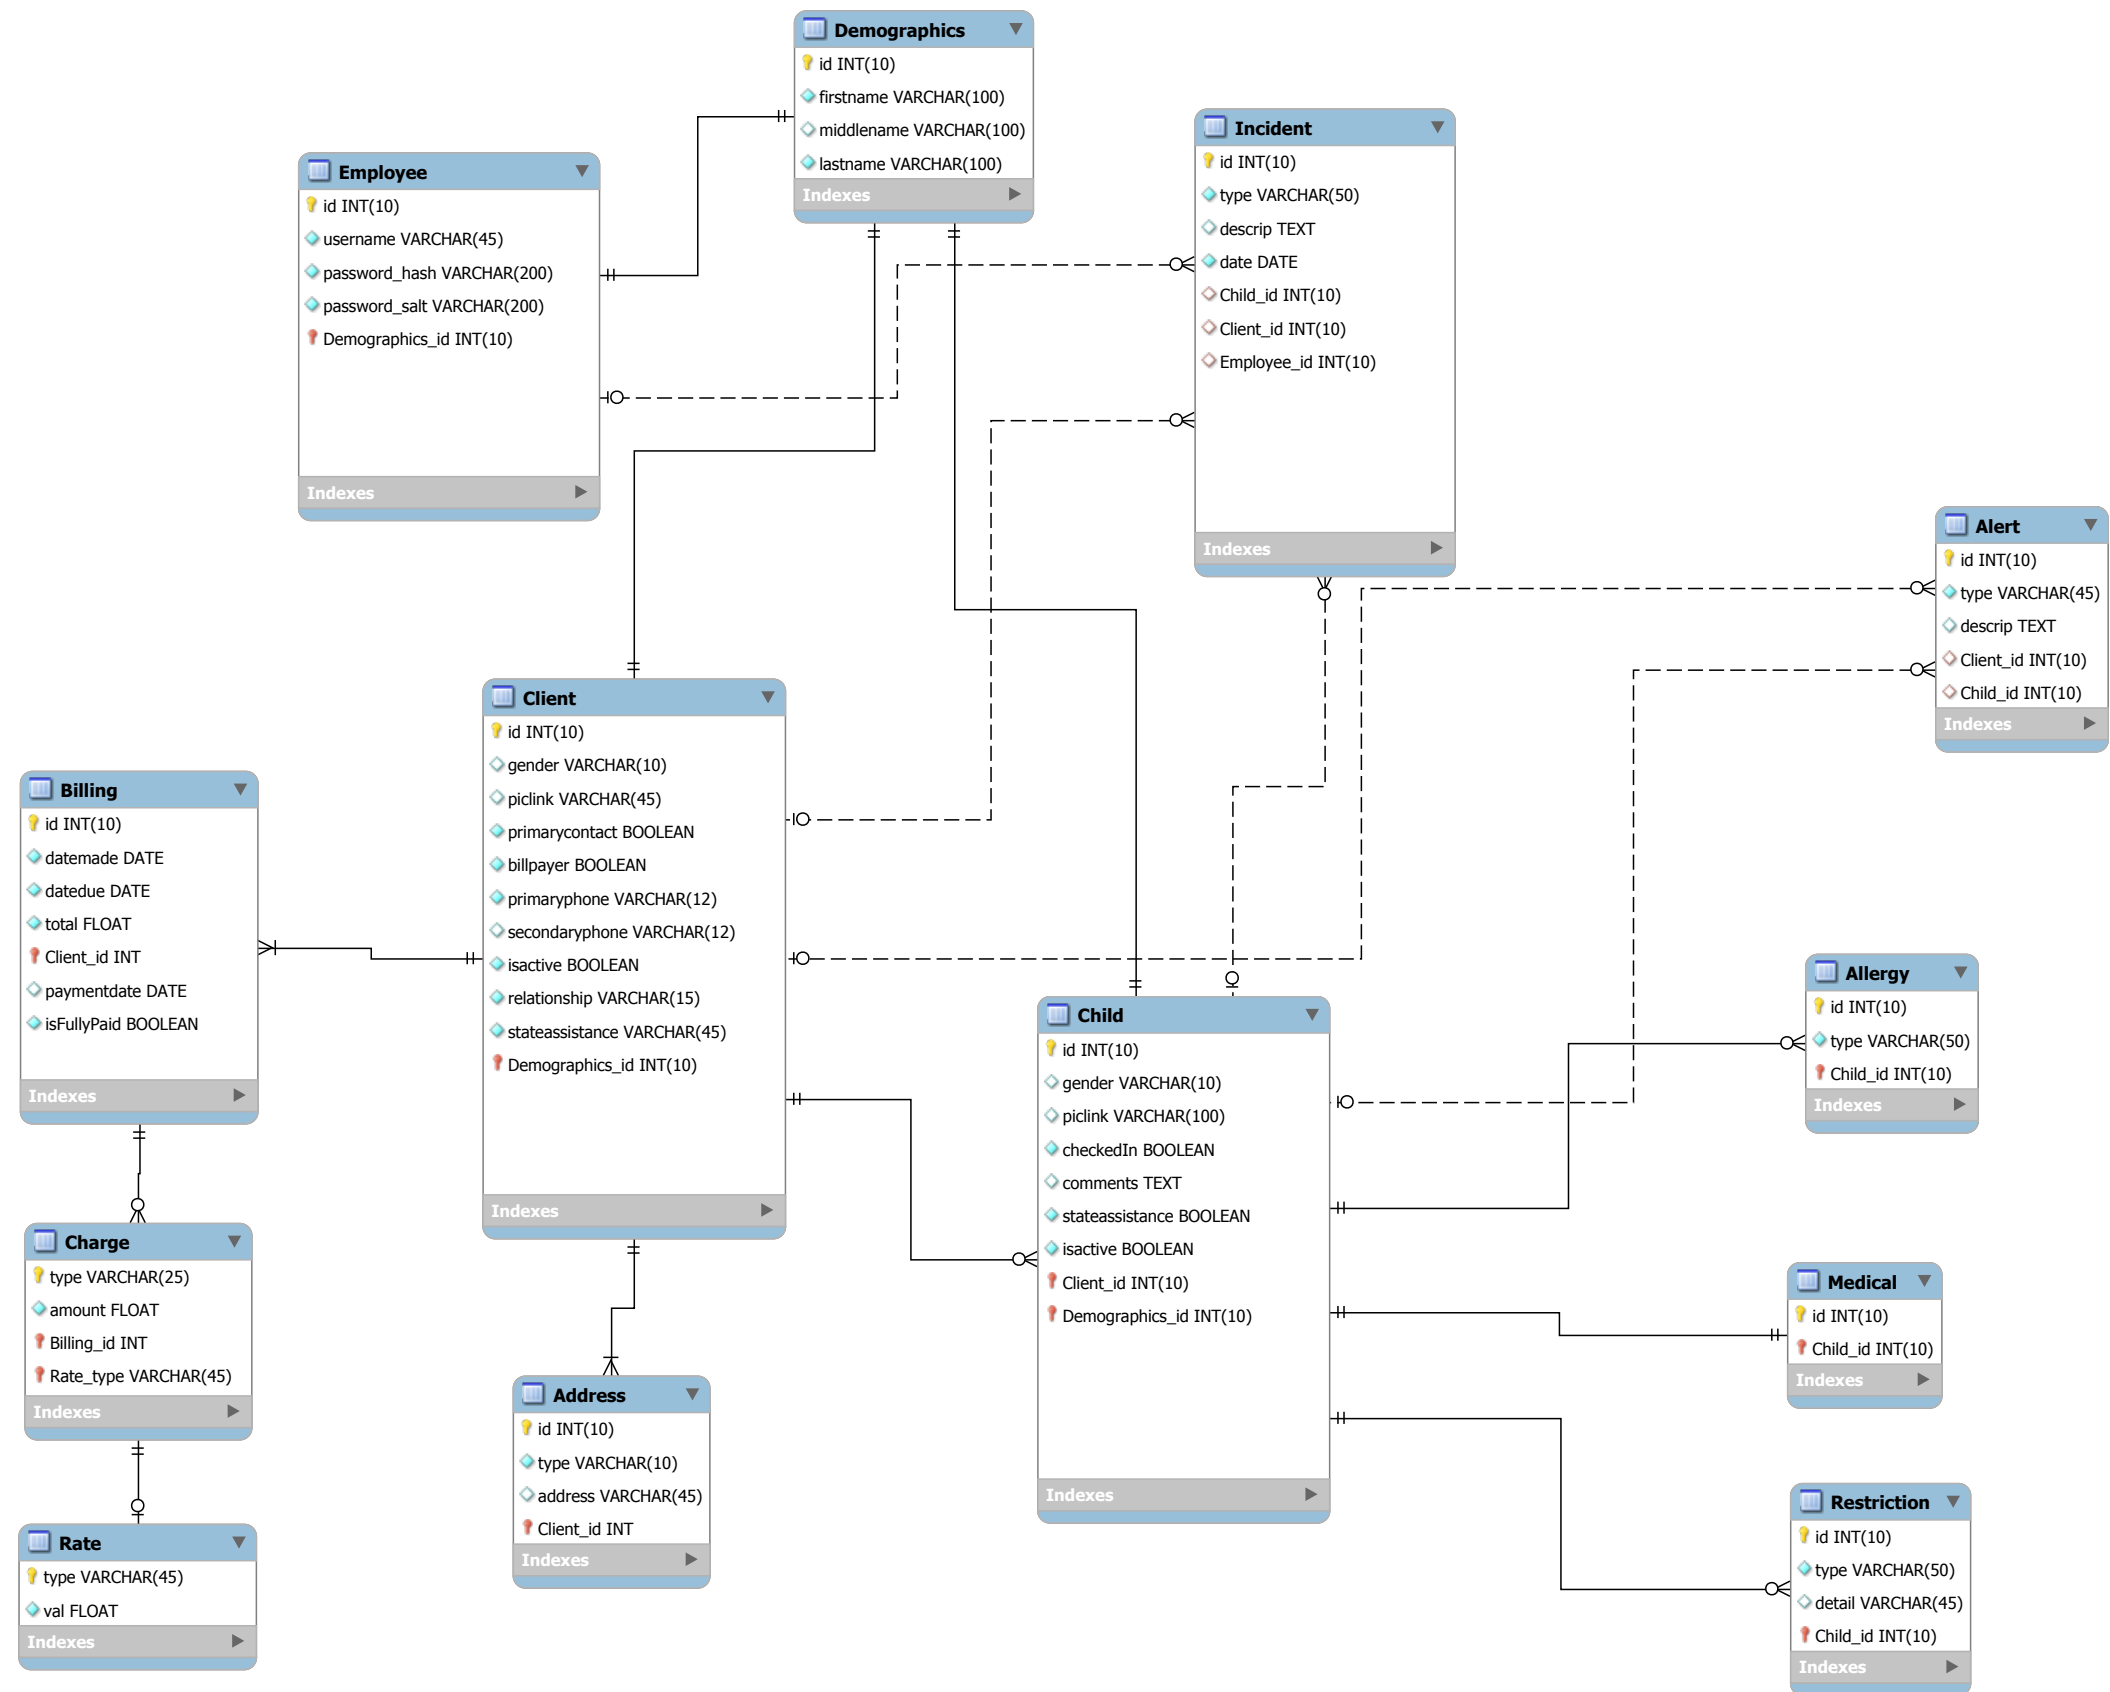 Demographics
id INT(10)
firstname VARCHAR(100)
middlename VARCHAR(100)
lastname VARCHAR(100)
Indexes
Incident
id INT(10)
type VARCHAR(50)
descrip TEXT
date DATE
Child_id INT(10)
Client_id INT(10)
Employee_id INT(10)
Indexes
Employee
id INT(10)
username VARCHAR(45)
password_hash VARCHAR(200)
password_salt VARCHAR(200)
Demographics_id INT(10)
Indexes
Alert
id INT(10)
type VARCHAR(45)
descrip TEXT
Client_id INT(10)
Child_id INT(10)
Indexes
Client
id INT(10)
gender VARCHAR(10)
piclink VARCHAR(45)
primarycontact BOOLEAN
billpayer BOOLEAN
primaryphone VARCHAR(12)
secondaryphone VARCHAR(12)
isactive BOOLEAN
relationship VARCHAR(15)
stateassistance VARCHAR(45)
Demographics_id INT(10)
Indexes
Billing
id INT(10)
datemade DATE
datedue DATE
total FLOAT
Client_id INT
paymentdate DATE
isFullyPaid BOOLEAN
Indexes
Allergy
id INT(10)
type VARCHAR(50)
Child_id INT(10)
Indexes
Child
id INT(10)
gender VARCHAR(10)
piclink VARCHAR(100)
checkedIn BOOLEAN
comments TEXT
stateassistance BOOLEAN
isactive BOOLEAN
Client_id INT(10)
Demographics_id INT(10)
Indexes
Charge
type VARCHAR(25)
amount FLOAT
Billing_id INT
Rate_type VARCHAR(45)
Indexes
Medical
id INT(10)
Child_id INT(10)
Indexes
Address
id INT(10)
type VARCHAR(10)
address VARCHAR(45)
Client_id INT
Indexes
Restriction
id INT(10)
type VARCHAR(50)
detail VARCHAR(45)
Child_id INT(10)
Indexes
Rate
type VARCHAR(45)
val FLOAT
Indexes